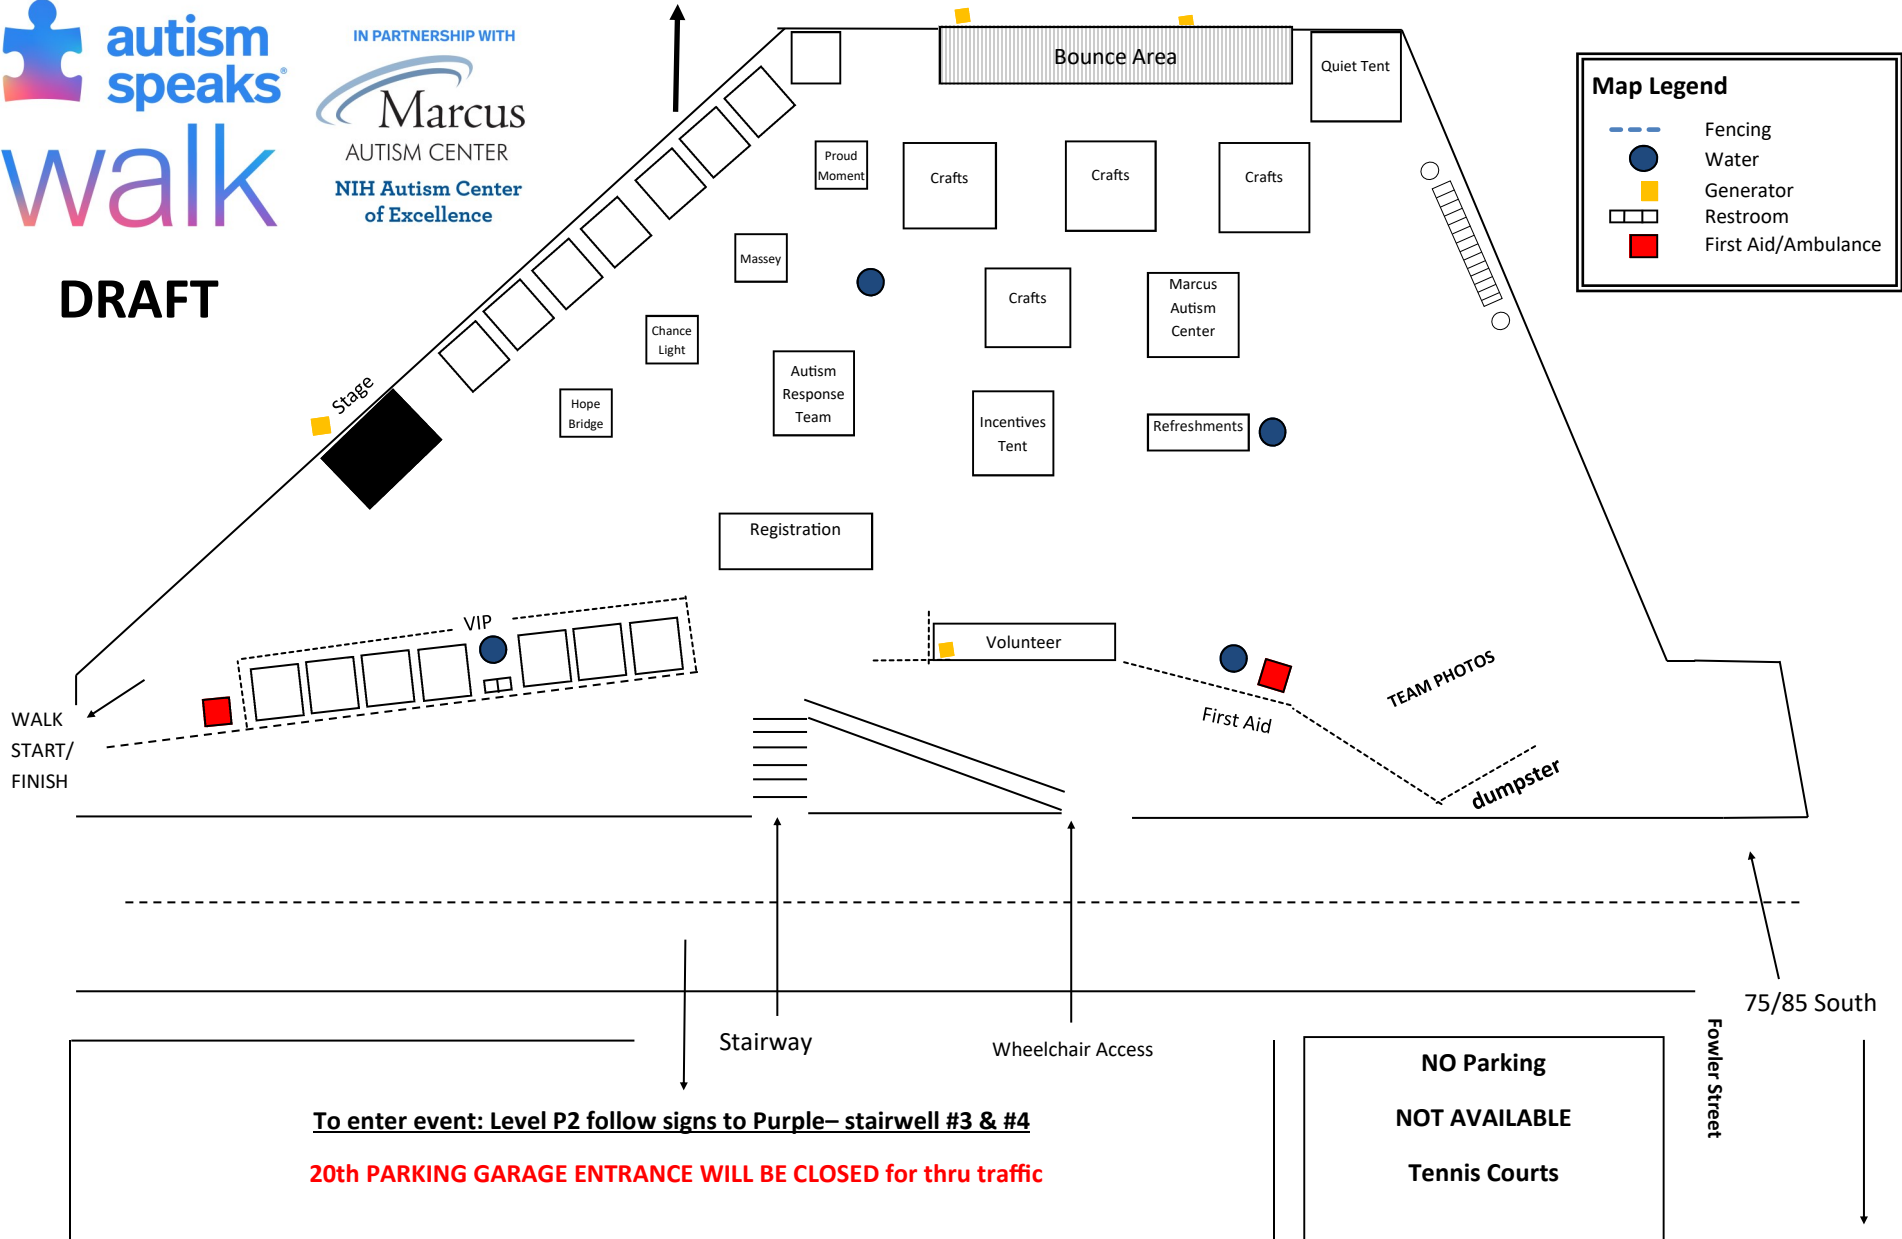 autism
speaks
walk
IN PARTNERSHIP WITH
Marcus
AUTISM CENTER
NIH Autism Center
of Excellence
DRAFT
Bounce Area
Quiet Tent
Map Legend
Fencing
Water
Generator
Restroom
First Aid/Ambulance
Proud
Moment
Crafts
Crafts
Crafts
Massey
Crafts
Marcus
Autism
Center
Chance
Light
Autism
Response
Team
Stage
Hope
Bridge
Incentives
Tent
Refreshments
Registration
VIP
Volunteer
TEAM PHOTOS
First Aid
dumpster
WALK
START/
FINISH
75/85 South
Fowler Street
Stairway
Wheelchair Access
To enter event: Level P2 follow signs to Purple– stairwell #3 & #4
20th PARKING GARAGE ENTRANCE WILL BE CLOSED for thru traffic
NO Parking
NOT AVAILABLE
Tennis Courts